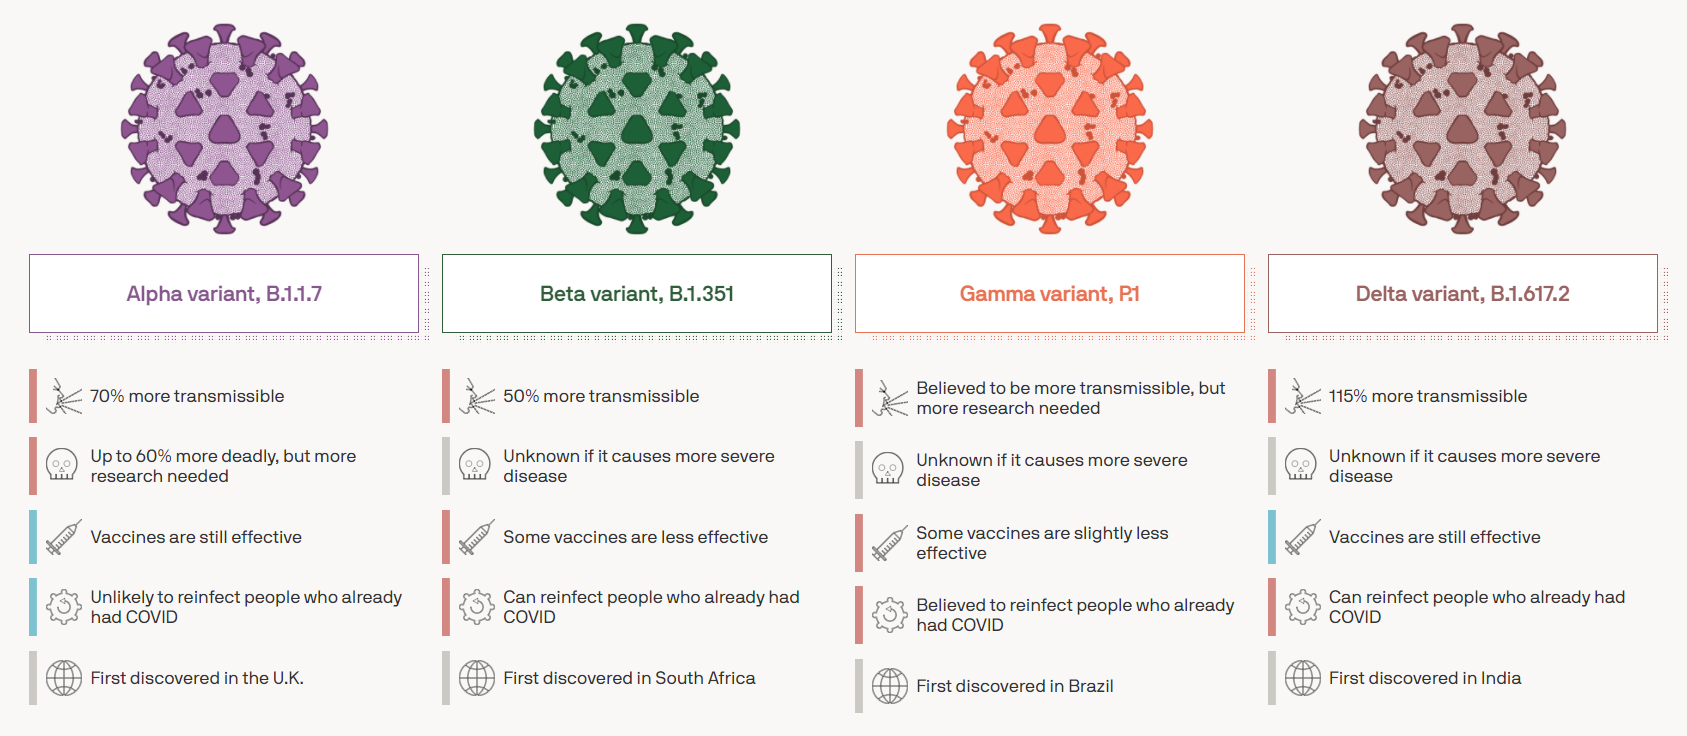 Alpha variant, B.1.1.7
70% more transmissible
Up to 60% more deadly, but more
research needed
Vaccines are still effective
Unlikely to reinfect people who already
had COVID
First discovered in the U.K.
Beta variant, B.1.351
50% more transmissible
Unknown if it causes more severe
disease
Some vaccines are less effective
Can reinfect people who already had
COVID
First discovered in South Africa
Gamma variant, P.1
Believed to be more transmissible, but
more research needed
Unknown if it causes more severe
disease
Some vaccines are slightly less
effective
Believed to reinfect people who already
had COVID
First discovered in Brazil
Delta variant, B.1.617.2
115% more transmissible
Unknown if it causes more severe
disease
Vaccines are still effective
Can reinfect people who already had
COVID
First discovered in India